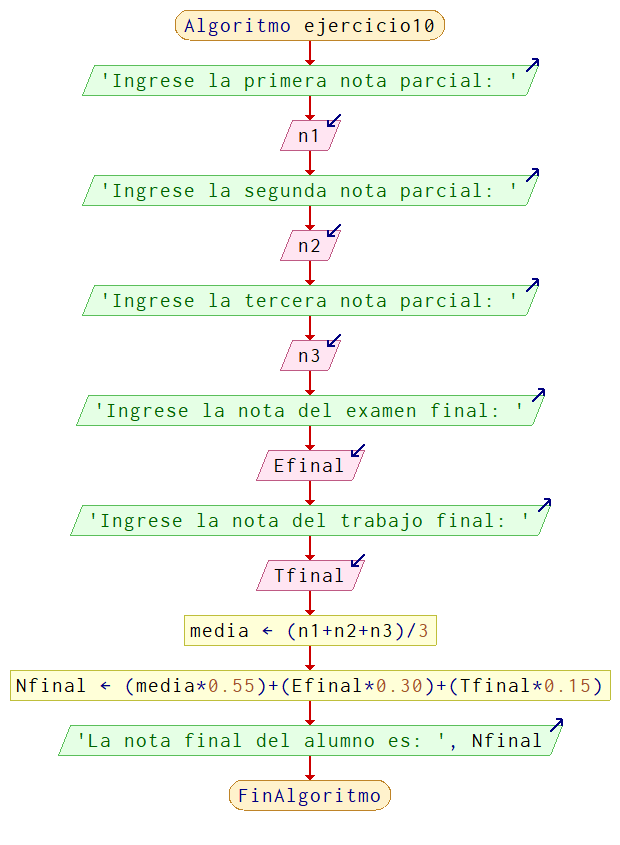 Algoritmo ejercicio10
'Ingrese la primera nota parcial: '
n1
'Ingrese la segunda nota parcial: '
n2
'Ingrese la tercera nota parcial: '
n3
'Ingrese la nota del examen final: '
Efinal
'Ingrese la nota del trabajo final: '
Tfinal
media ← (n1+n2+n3)/3
Nfinal ← (media*0.55)+(Efinal*0.30)+(Tfinal*0.15)
'La nota final del alumno es: ', Nfinal
FinAlgoritmo